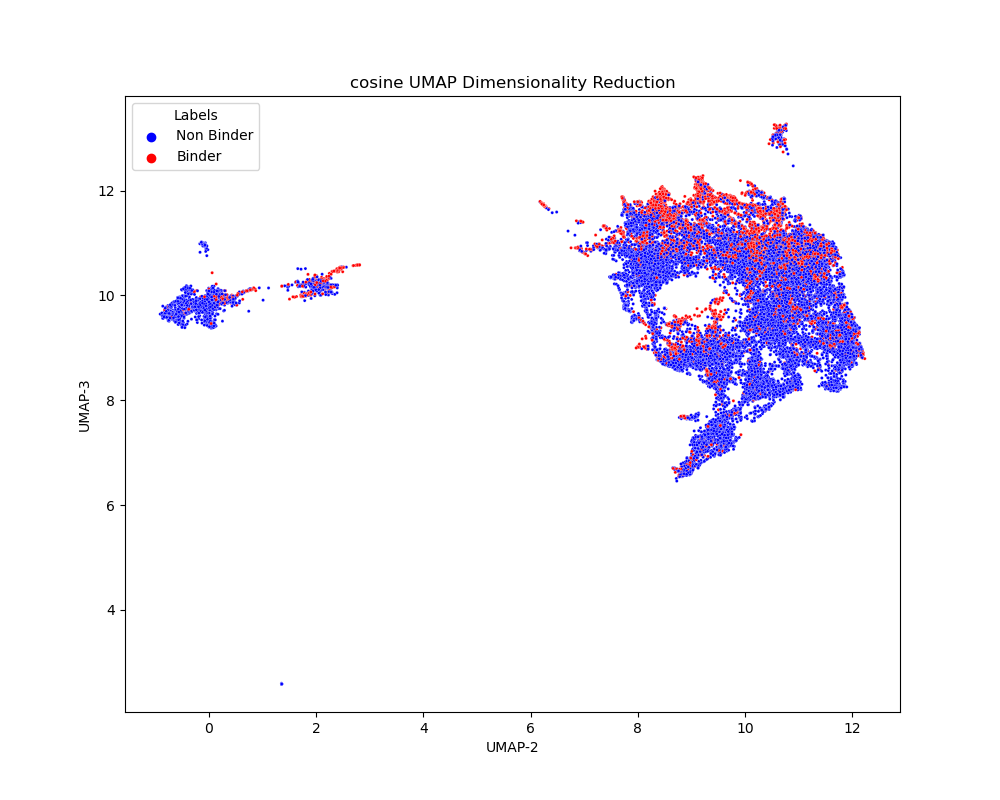 cosine UMAP Dimensionality Reduction
Labels
Non Binder
Binder
12
10
8
6
4
UMAP-3
0 2 4 6 8 10 12
UMAP-2